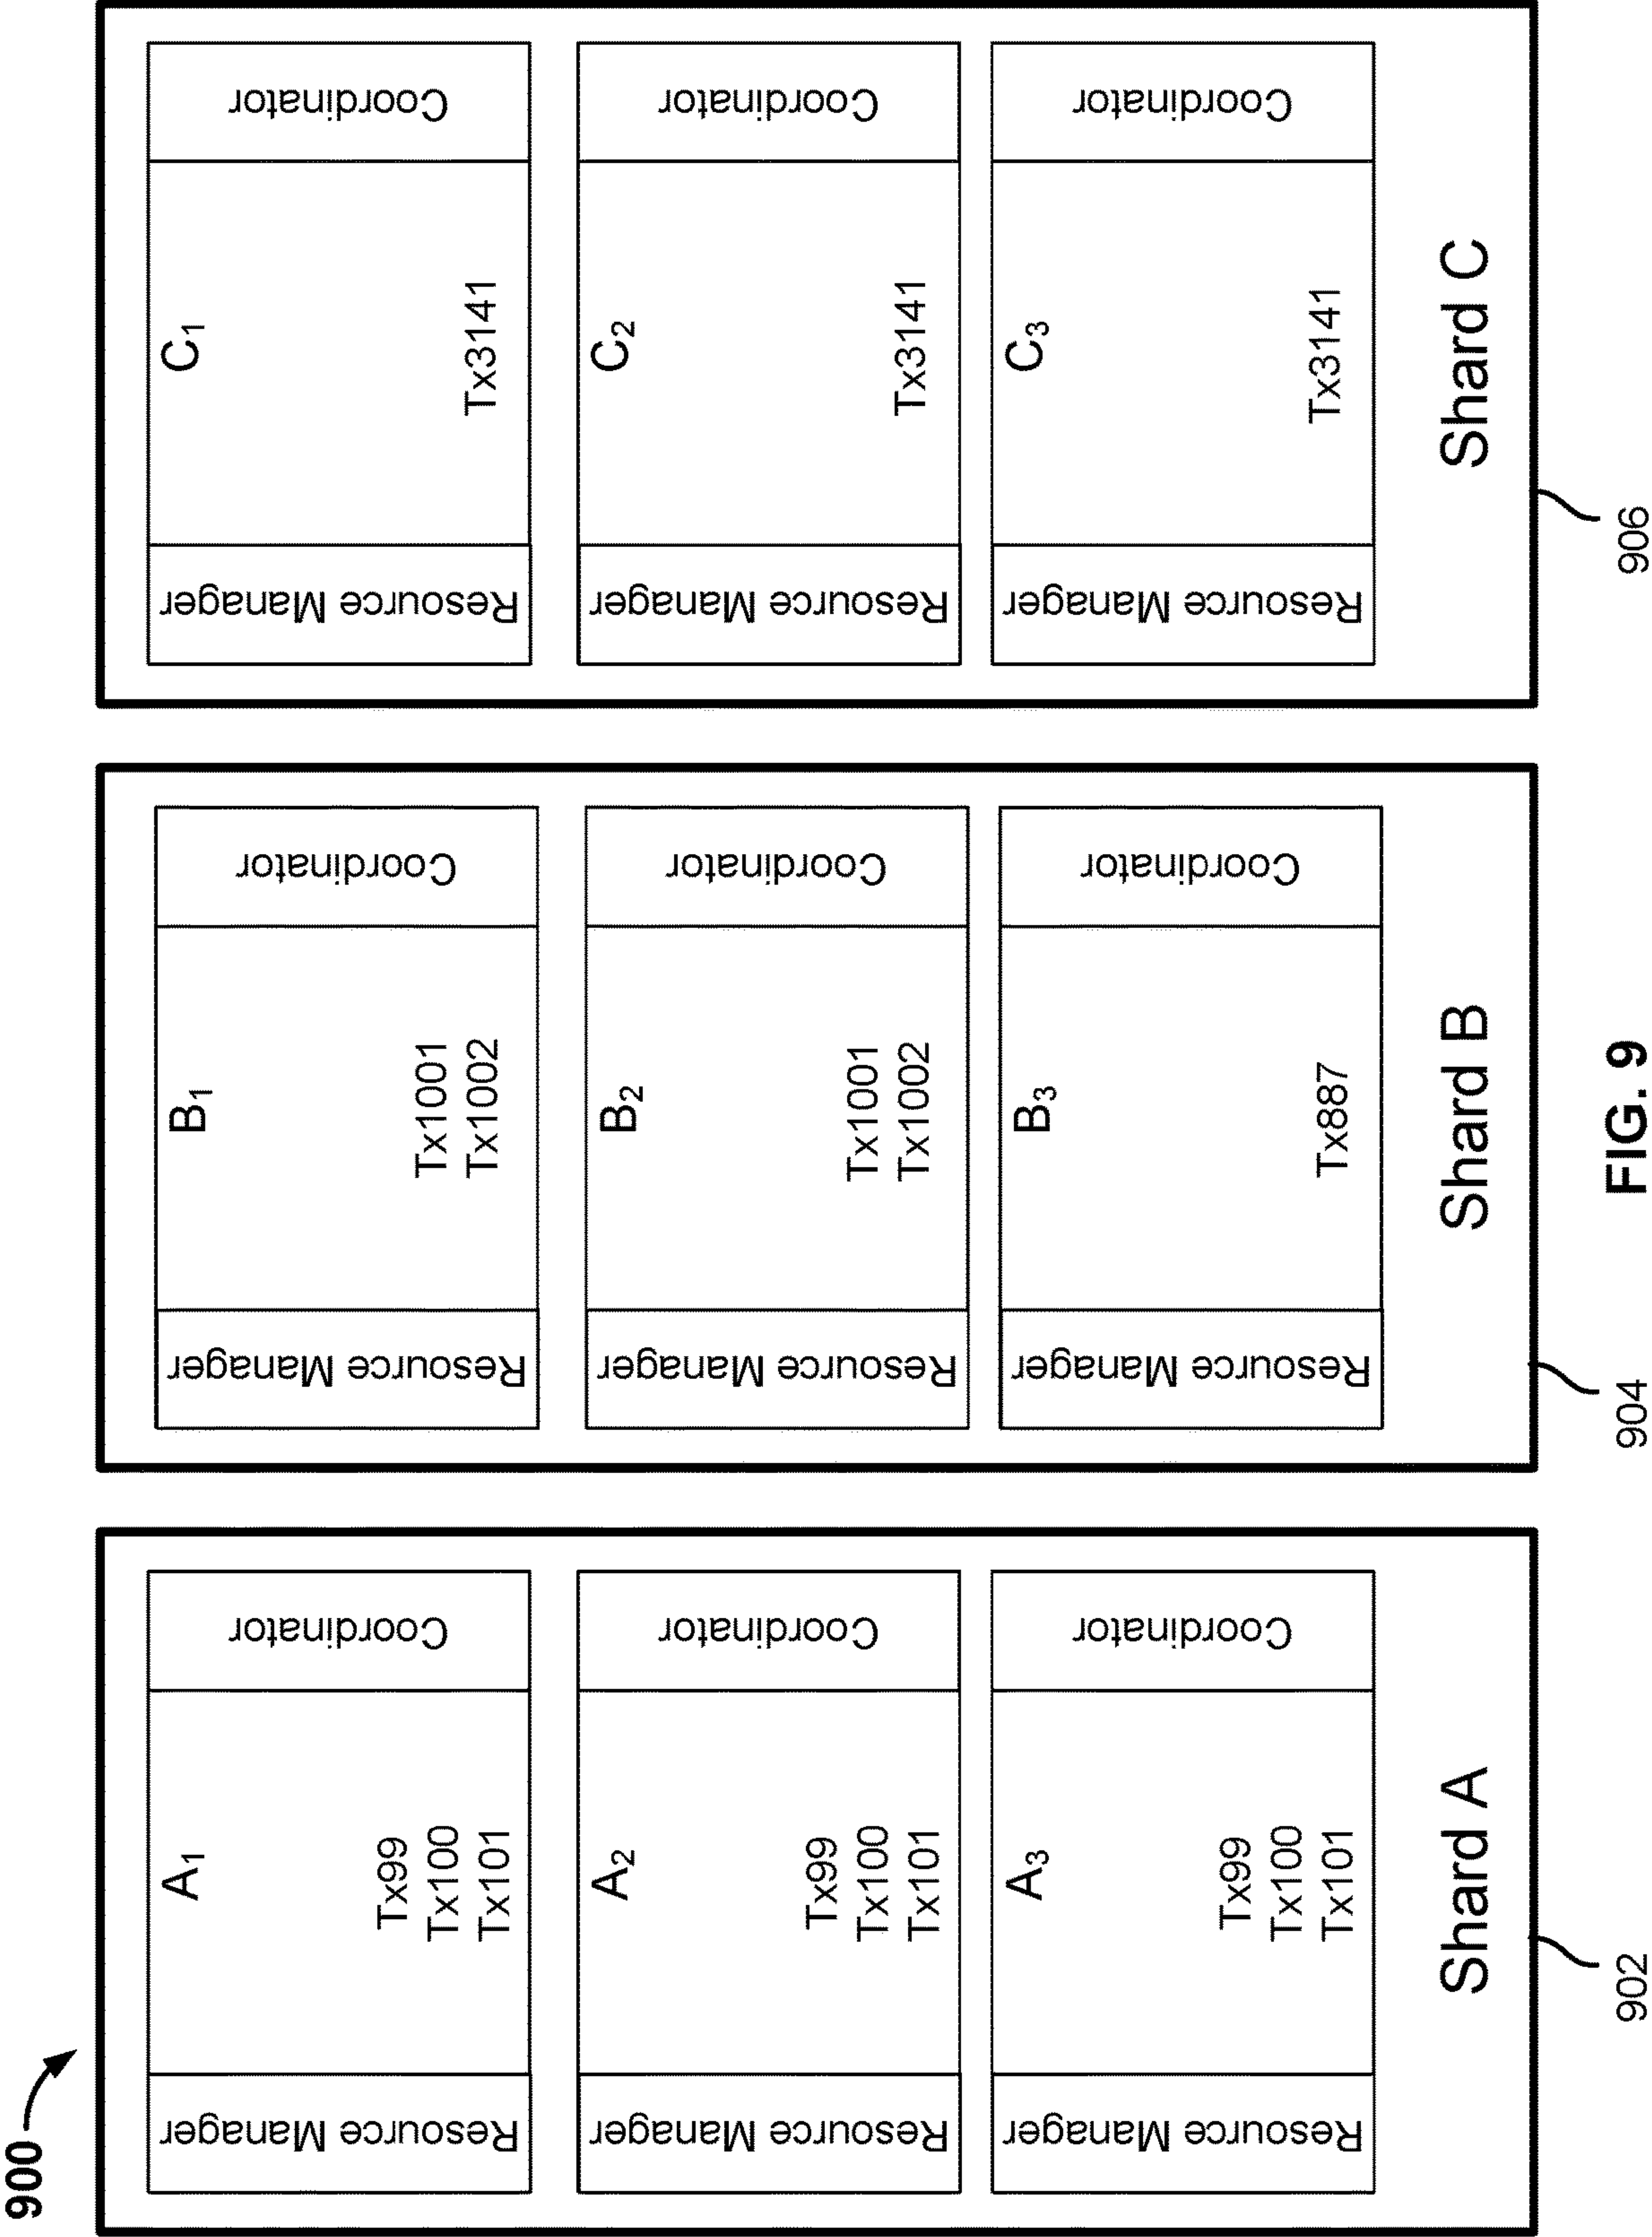 900
Resource Manager
A1
Tx99
Tx100
Tx101
Coordinator
Resource Manager
A2
Tx99
Tx100
Tx101
Coordinator
Resource Manager
A3
Tx99
Tx100
Tx101
Coordinator
Shard A
902
Resource Manager
B1
Tx1001
Tx1002
Coordinator
Resource Manager
B2
Tx1001
Tx1002
Coordinator
Resource Manager
B3
Tx887
Coordinator
Shard B
904
Resource Manager
C1
Tx3141
Coordinator
Resource Manager
C2
Tx3141
Coordinator
Resource Manager
C3
Tx3141
Coordinator
Shard C
906
FIG. 9